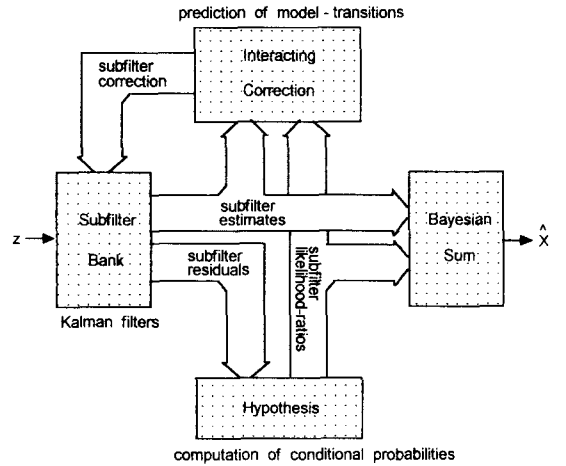 prediction of model - transitions
Interacting
Correction
subfilter
correction
Subfilter
Bank
z
Kalman filters
subfilter
estimates
subfilter
residuals
subfilter
likelihood-ratios
Bayesian
Sum
x̂
Hypothesis
computation of conditional probabilities